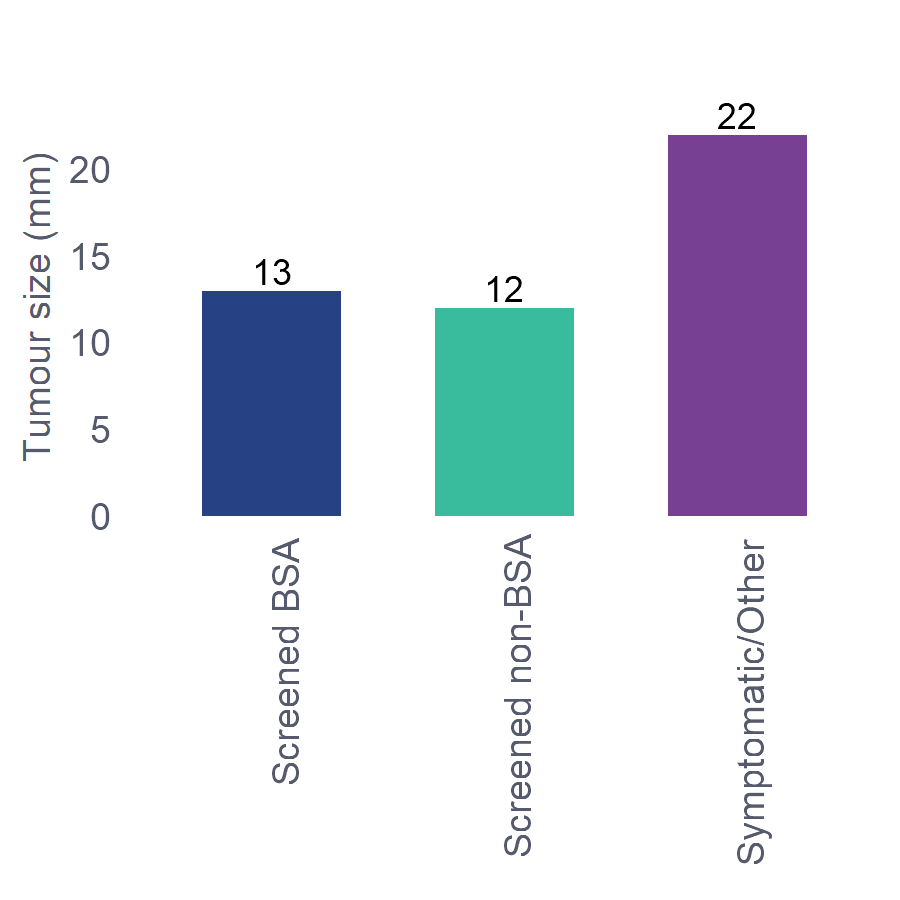 Tumour size (mm)
20
15
10
5
0
13
12
22
Screened BSA
Screened non-BSA
Symptomatic/Other